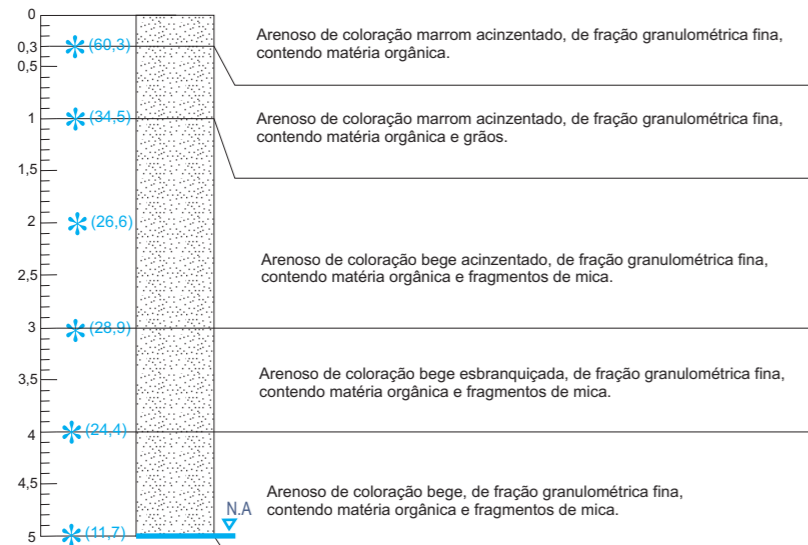 0
0,3
(60,3)
Arenoso de coloração marrom acinzentado, de fração granulométrica fina,
contendo matéria orgânica.
0,5
1
(34,5)
Arenoso de coloração marrom acinzentado, de fração granulométrica fina,
contendo matéria orgânica e grãos.
1,5
2
(26,6)
Arenoso de coloração bege acinzentado, de fração granulométrica fina,
contendo matéria orgânica e fragmentos de mica.
2,5
3
(28,9)
Arenoso de coloração bege esbranquiçada, de fração granulométrica fina,
contendo matéria orgânica e fragmentos de mica.
3,5
4
(24,4)
Arenoso de coloração bege, de fração granulométrica fina,
contendo matéria orgânica e fragmentos de mica.
4,5
N.A
5
(11,7)